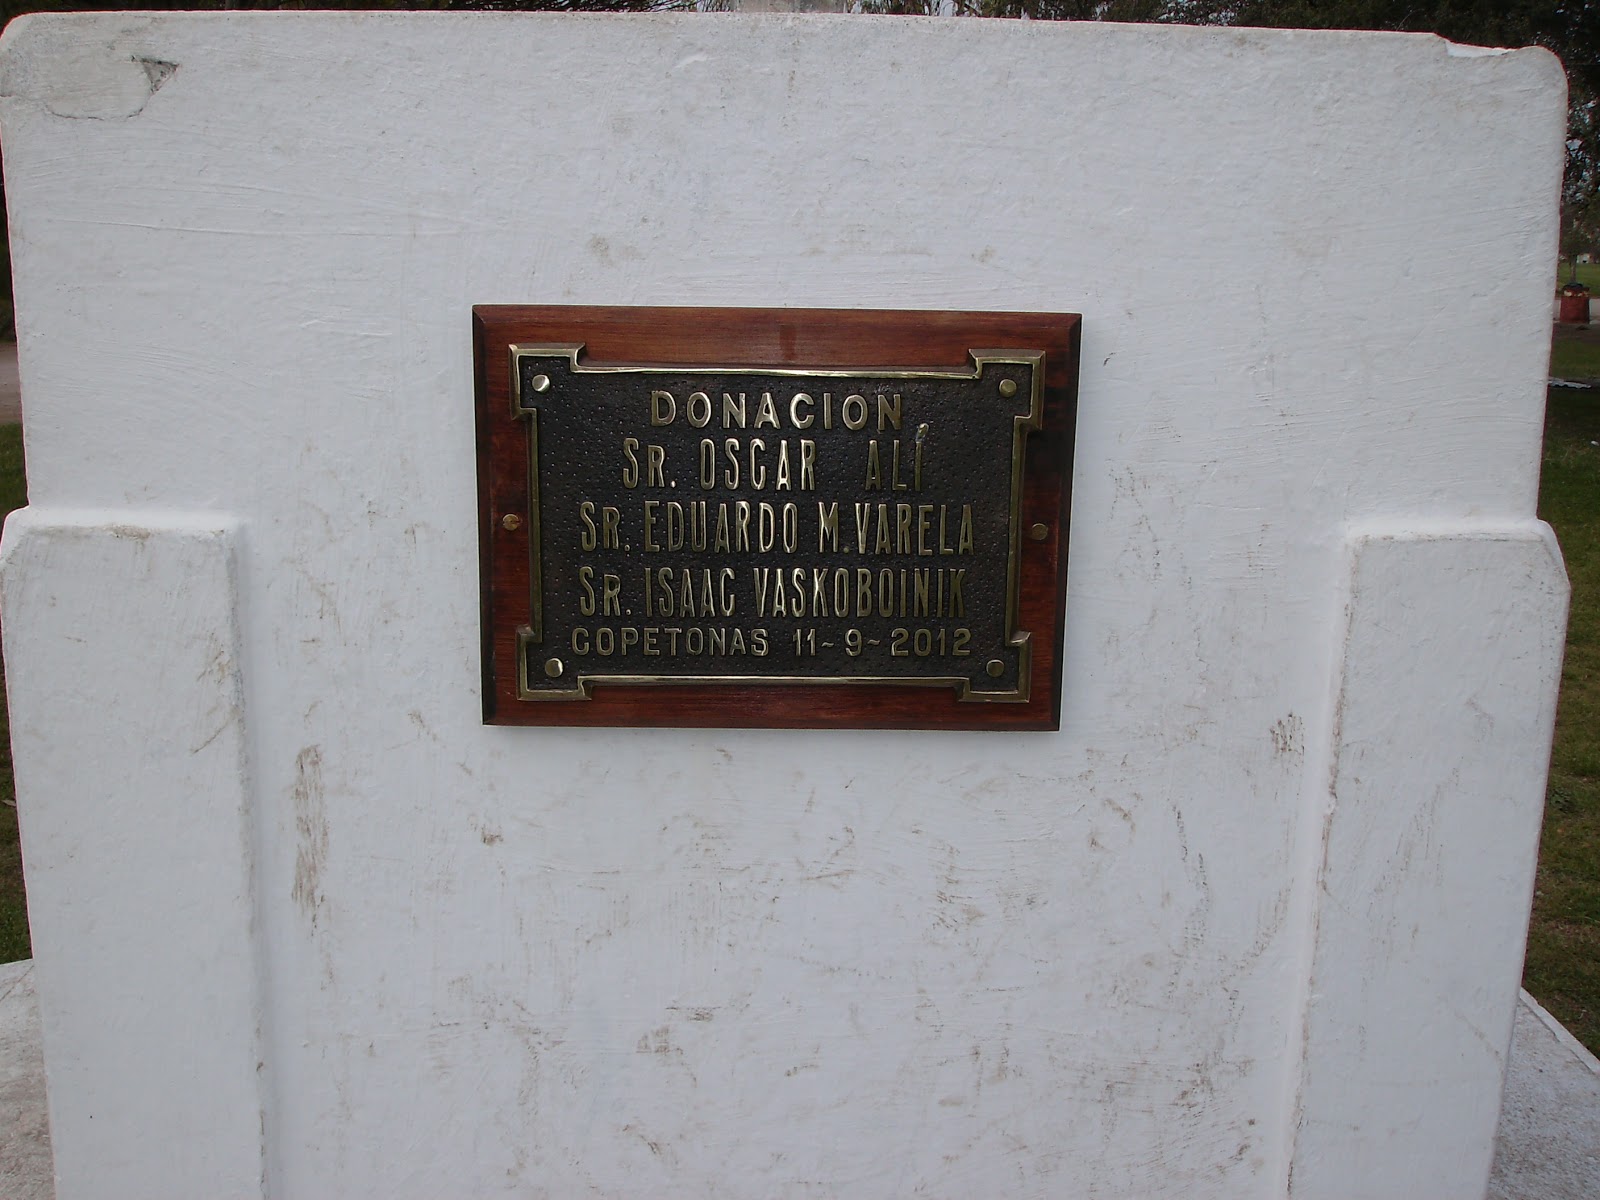 DONACION
SR. OSCAR ALÍ
SR. EDUARDO M. VARELA
SR. ISAAC VASKOBOINIK
COPETONAS 11-9-2012